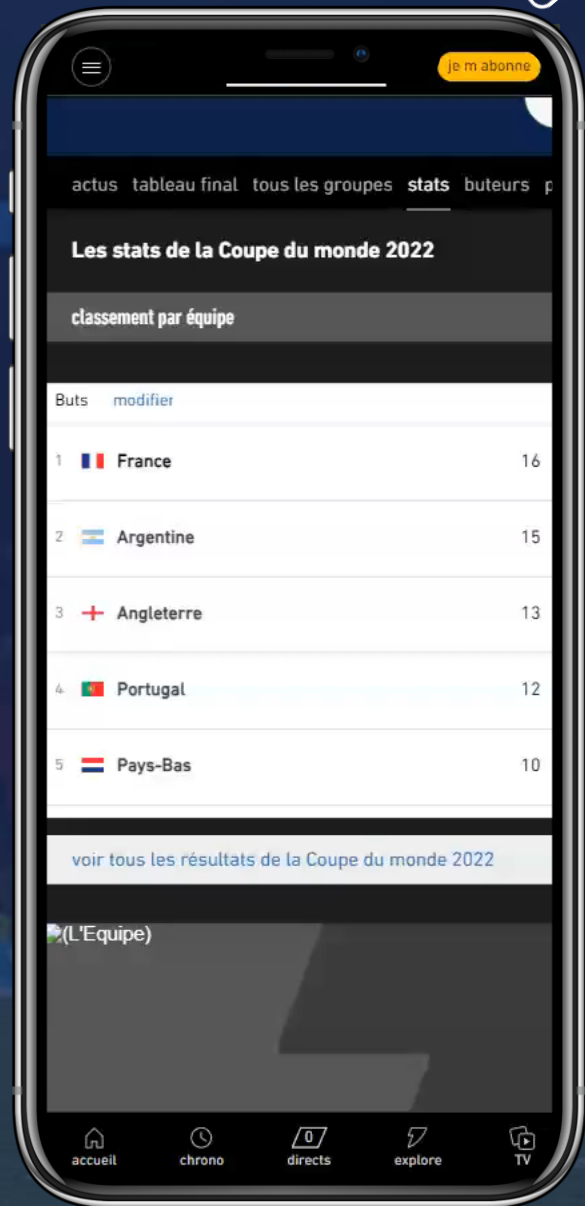 je m abonne
actus tableau final tous les groupes stats buteurs p
Les stats de la Coupe du monde 2022
classement par équipe
Buts modifier
1 France 16
2 Argentine 15
3 Angleterre 13
4 Portugal 12
5 Pays-Bas 10
voir tous les résultats de la Coupe du monde 2022
(L'Equipe)
0
accueil chrono directs explore TV